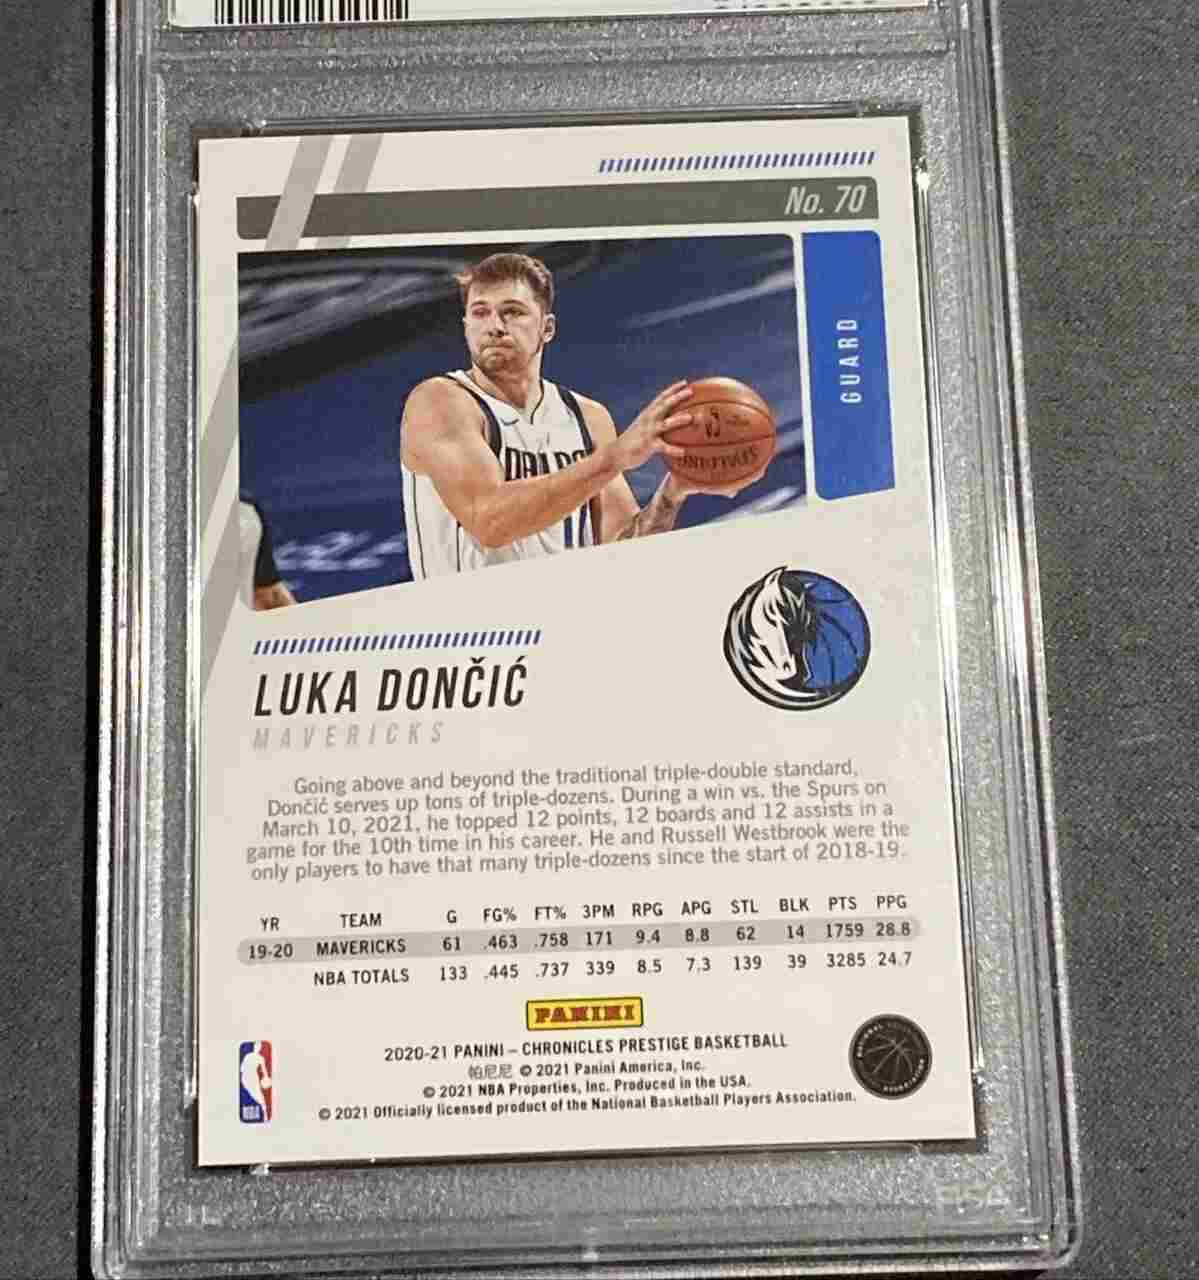 No. 70
GUARD
LUKA DONČIĆ
MAVERICKS
Going above and beyond the traditional triple-double standard,
Dončić serves up tons of triple-dozens. During a win vs. the Spurs on
March 10, 2021, he topped 12 points, 12 boards and 12 assists in a
game for the 10th time in his career. He and Russell Westbrook were the
only players to have that many triple-dozens since the start of 2018-19.
YR TEAM G FG% FT% 3PM RPG APG STL BLK PTS PPG
19-20 MAVERICKS 61 .463 .758 171 9.4 8.8 62 14 1759 28.8
NBA TOTALS 133 .445 .737 339 8.5 7.3 139 39 3285 24.7
PANINI
2020-21 PANINI – CHRONICLES PRESTIGE BASKETBALL
帕尼尼 © 2021 Panini America, Inc.
© 2021 NBA Properties, Inc. Produced in the USA.
© 2021 Officially licensed product of the National Basketball Players Association.
NBA
PSA